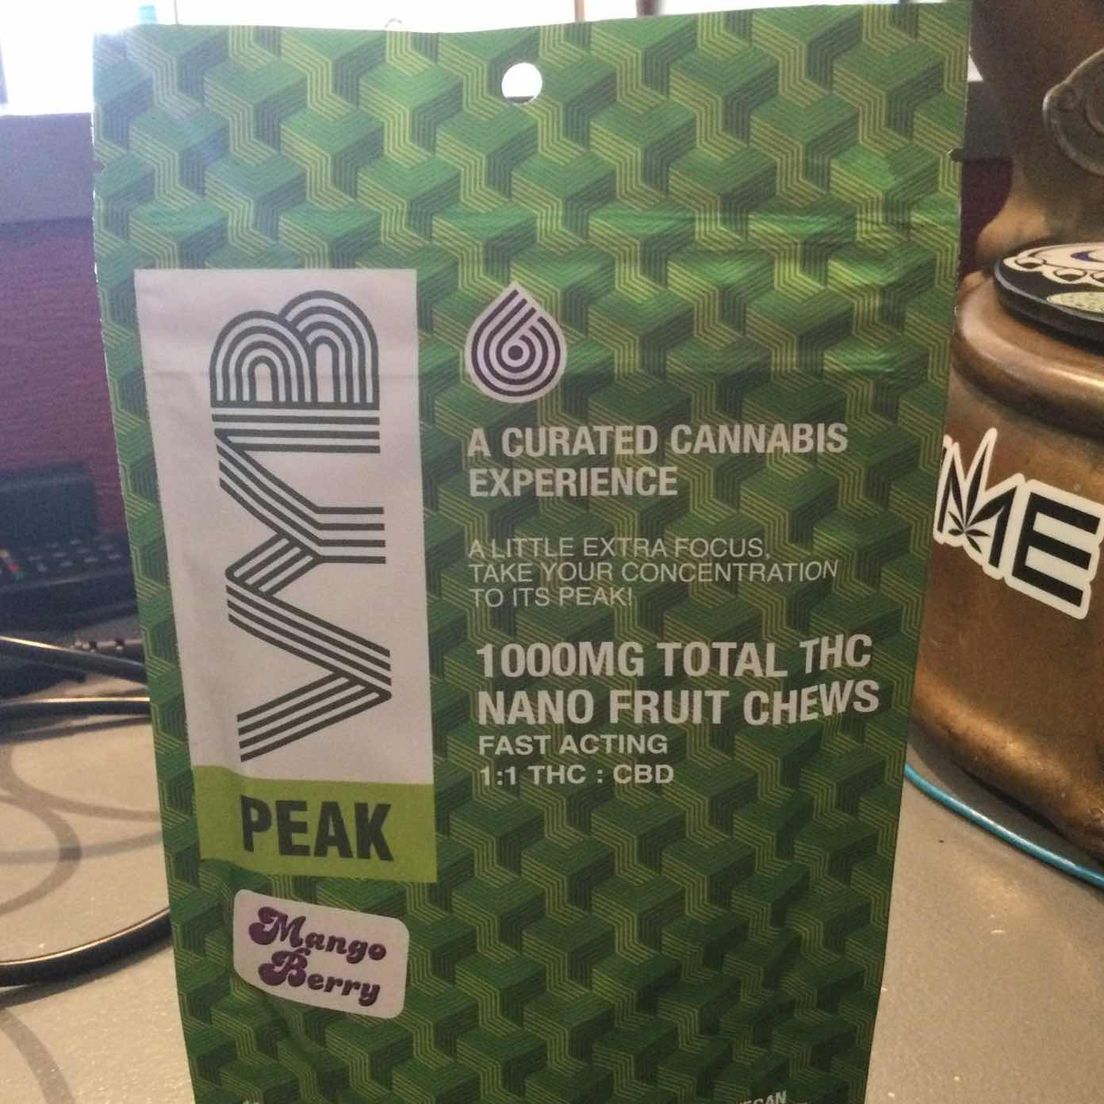 VYB
6
A CURATED CANNABIS
EXPERIENCE
A LITTLE EXTRA FOCUS,
TAKE YOUR CONCENTRATION
TO ITS PEAK!
1000MG TOTAL THC
NANO FRUIT CHEWS
FAST ACTING
1:1 THC : CBD
PEAK
Mango
Berry
ME